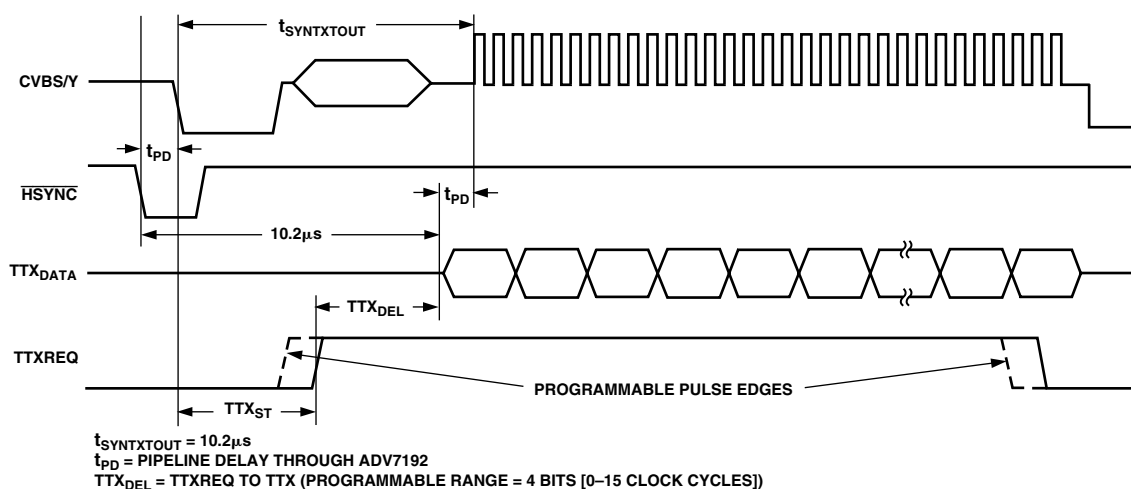 tSYNTXTOUT
CVBS/Y
tPD
HSYNC
tPD
10.2μs
TTXDATA
TTXDEL
TTXREQ
PROGRAMMABLE PULSE EDGES
TTXST
tSYNTXTOUT = 10.2μs
tPD = PIPELINE DELAY THROUGH ADV7192
TTXDEL = TTXREQ TO TTX (PROGRAMMABLE RANGE = 4 BITS [0–15 CLOCK CYCLES])